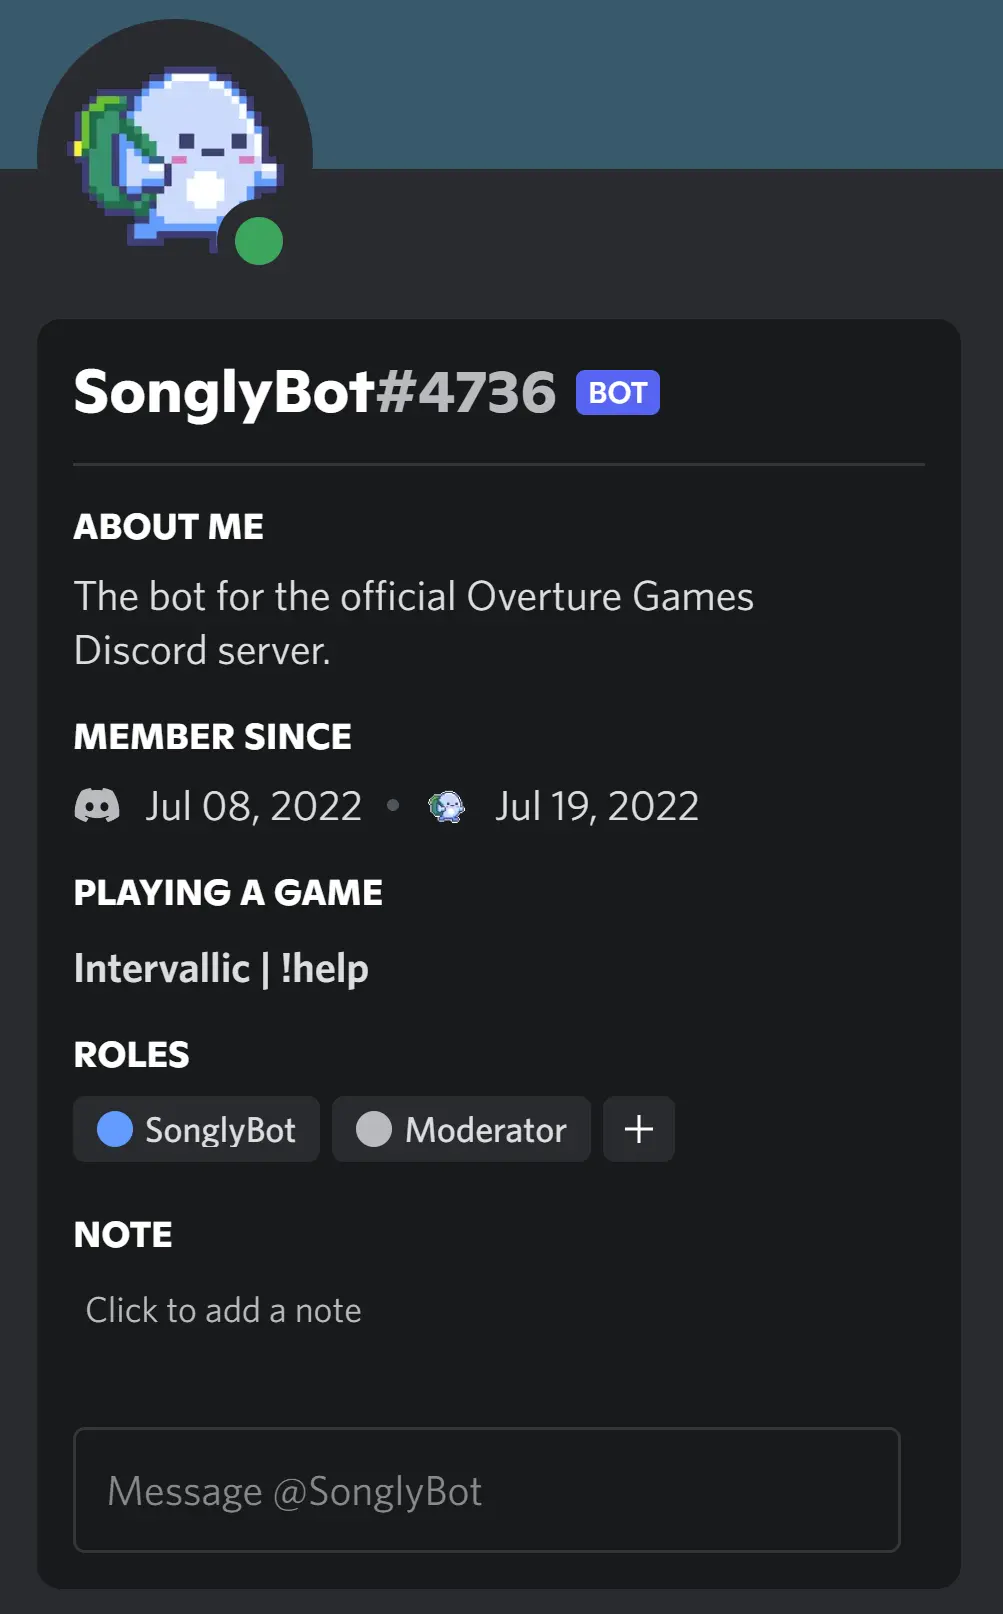 SonglyBot#4736 BOT
ABOUT ME
The bot for the official Overture Games
Discord server.
MEMBER SINCE
Jul 08, 2022 • Jul 19, 2022
PLAYING A GAME
Intervallic | !help
ROLES
SonglyBot Moderator +
NOTE
Click to add a note
Message @SonglyBot